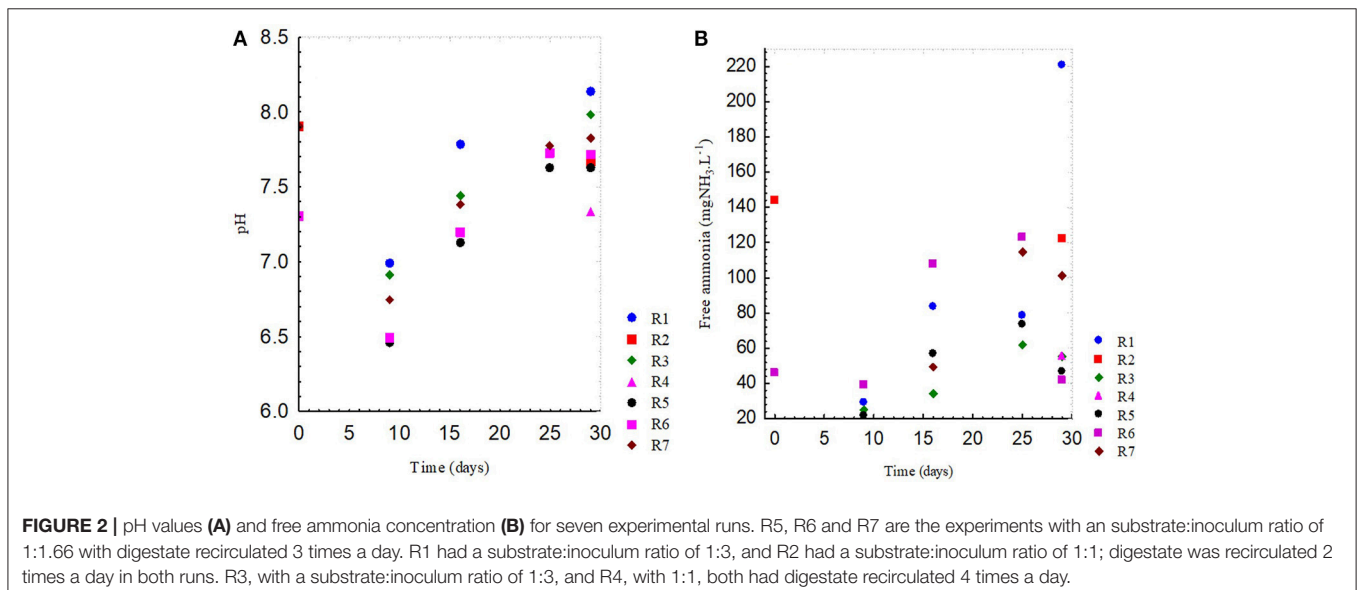 A
8.5
8.0
7.5
7.0
6.5
6.0
pH
0 5 10 15 20 25 30
Time (days)
R1
R2
R3
R4
R5
R6
R7
B
220
200
180
160
140
120
100
80
60
40
20
Free ammonia (mgNH₃.L⁻¹)
0 5 10 15 20 25 30
Time (days)
R1
R2
R3
R4
R5
R6
R7
FIGURE 2 | pH values (A) and free ammonia concentration (B) for seven experimental runs. R5, R6 and R7 are the experiments with an substrate:inoculum ratio of
1:1.66 with digestate recirculated 3 times a day. R1 had a substrate:inoculum ratio of 1:3, and R2 had a substrate:inoculum ratio of 1:1; digestate was recirculated 2
times a day in both runs. R3, with a substrate:inoculum ratio of 1:3, and R4, with 1:1, both had digestate recirculated 4 times a day.